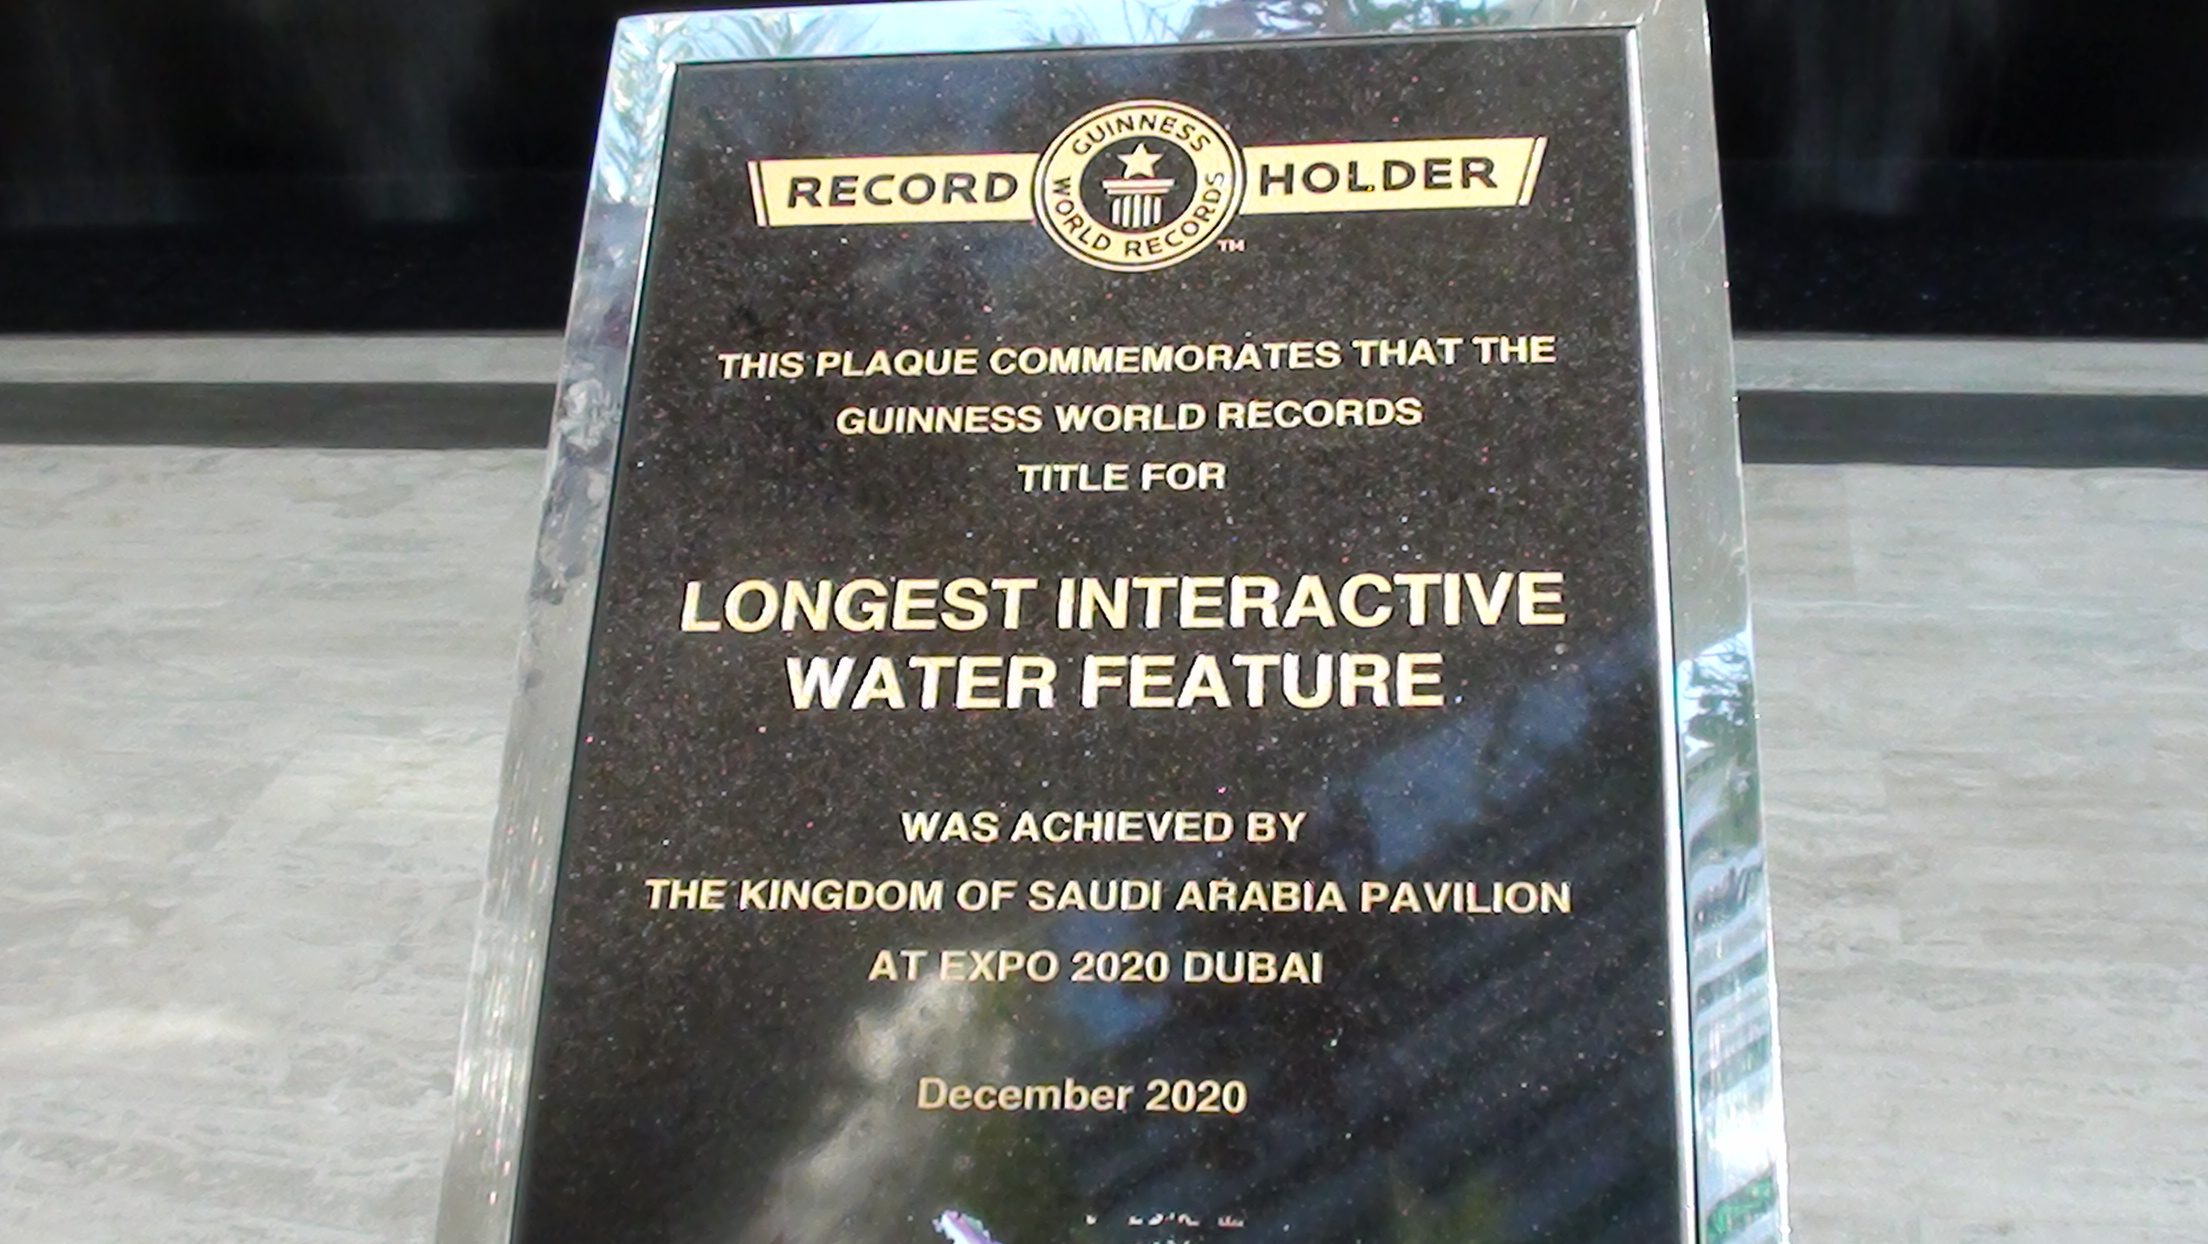 RECORD HOLDER
GUINNESS WORLD RECORDS
TM
THIS PLAQUE COMMEMORATES THAT THE
GUINNESS WORLD RECORDS
TITLE FOR
LONGEST INTERACTIVE
WATER FEATURE
WAS ACHIEVED BY
THE KINGDOM OF SAUDI ARABIA PAVILION
AT EXPO 2020 DUBAI
December 2020